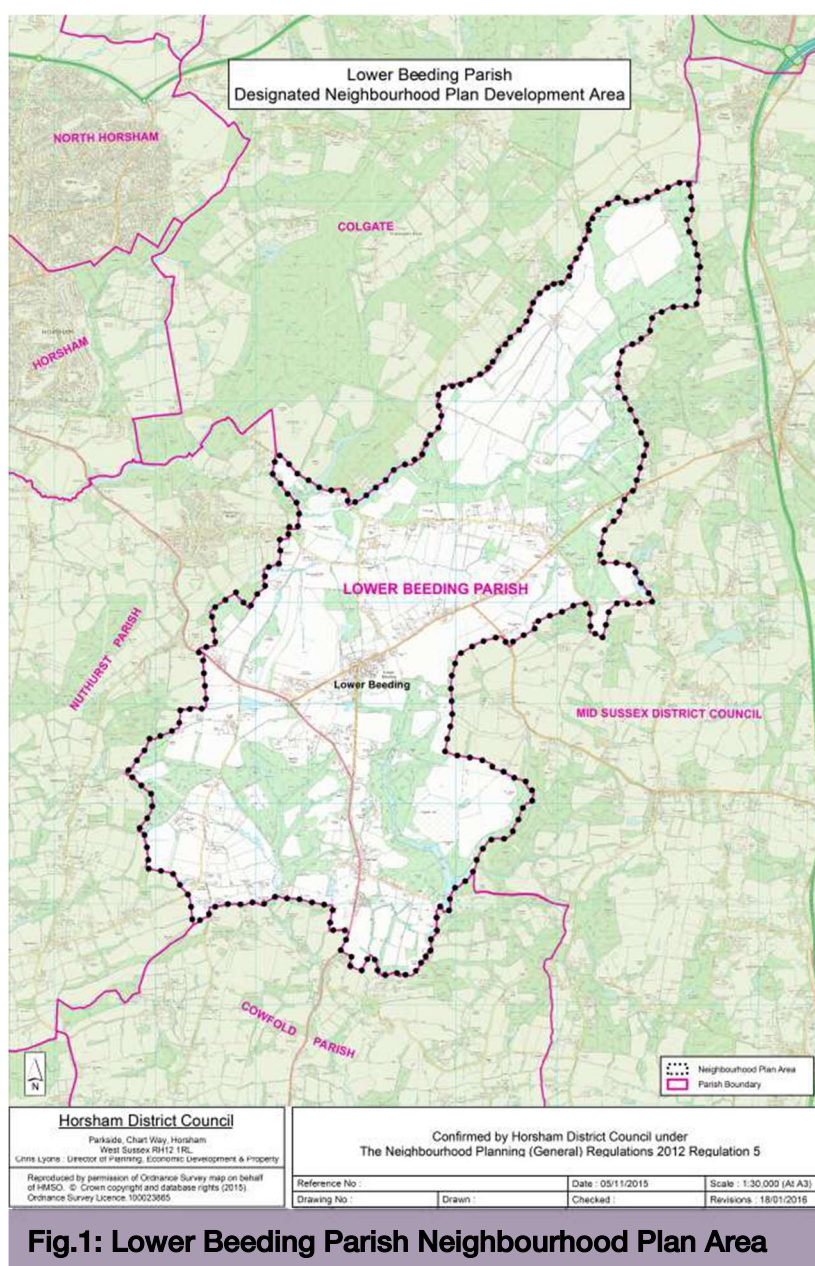 Lower Beeding Parish
Designated Neighbourhood Plan Development Area
NORTH HORSHAM
COLGATE
HORSHAM
HORSHAM
LOWER BEEDING PARISH
NUTHURST PARISH
Lower Beeding
MID SUSSEX DISTRICT COUNCIL
COWFOLD PARISH
N
Neighbourhood Plan Area
Parish Boundary
Horsham District Council
Parkside, Chart Way, Horsham
West Sussex RH12 1RL
Chris Lyons : Director of Planning, Economic Development & Property
Reproduced by permission of Ordnance Survey map on behalf
of HMSO. © Crown copyright and database rights (2015).
Ordnance Survey Licence.100023865
Confirmed by Horsham District Council under
The Neighbourhood Planning (General) Regulations 2012 Regulation 5
Reference No :
Date : 05/11/2015
Scale : 1:30,000 (At A3)
Drawing No :
Drawn :
Checked :
Revisions : 18/01/2016
Fig.1: Lower Beeding Parish Neighbourhood Plan Area